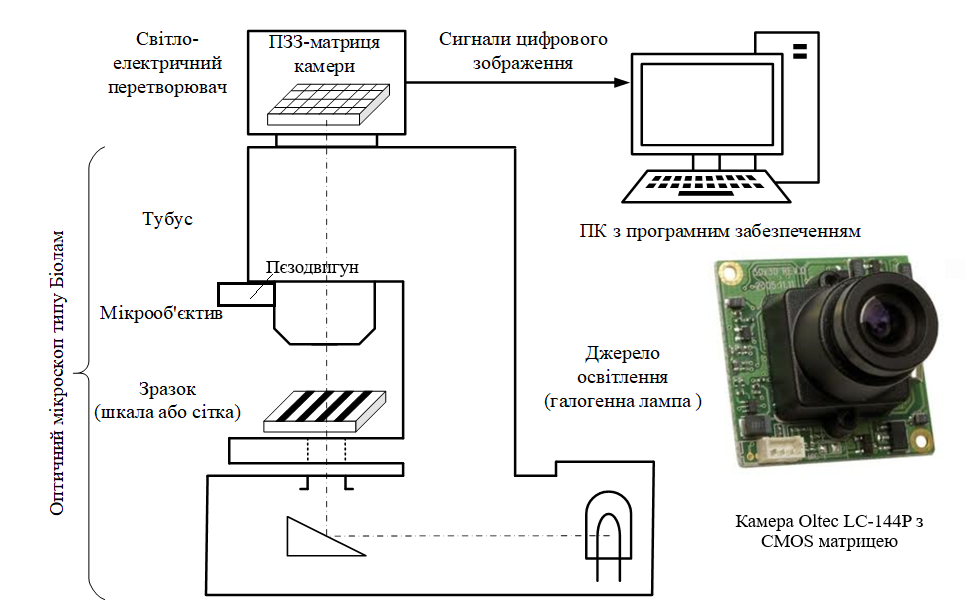 Світло-
електричний
перетворювач
ПЗЗ-матриця
камери
Сигнали цифрового
зображення
ПК з програмним забезпеченням
Оптичний мікроскоп типу Біолам
Тубус
Пєзодвигун
Мікрооб'єктив
Зразок
(шкала або сітка)
Джерело
освітлення
(галогенна лампа )
Камера Oltec LC-144P з
CMOS матрицею